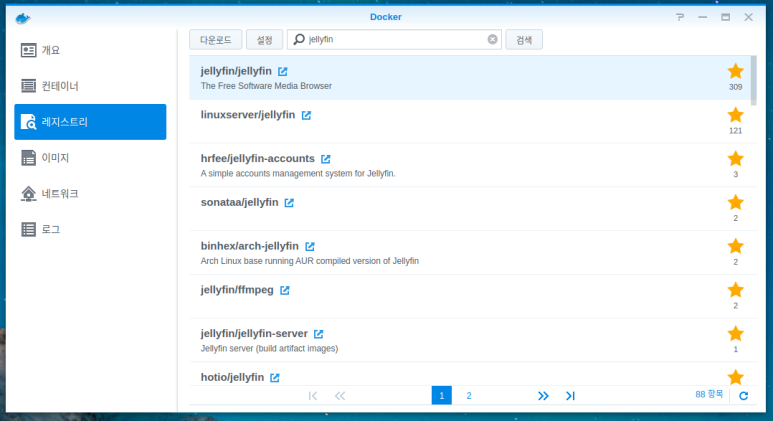 Docker
다운로드 설정 jellyfin 검색
개요
컨테이너
레지스트리
이미지
네트워크
로그
jellyfin/jellyfin
The Free Software Media Browser
309
linuxserver/jellyfin
121
hrfee/jellyfin-accounts
A simple accounts management system for Jellyfin.
3
sonataa/jellyfin
2
binhex/arch-jellyfin
Arch Linux base running AUR compiled version of Jellyfin
2
jellyfin/ffmpeg
2
jellyfin/jellyfin-server
Jellyfin server (build artifact images)
1
hotio/jellyfin
1 2
88 항목